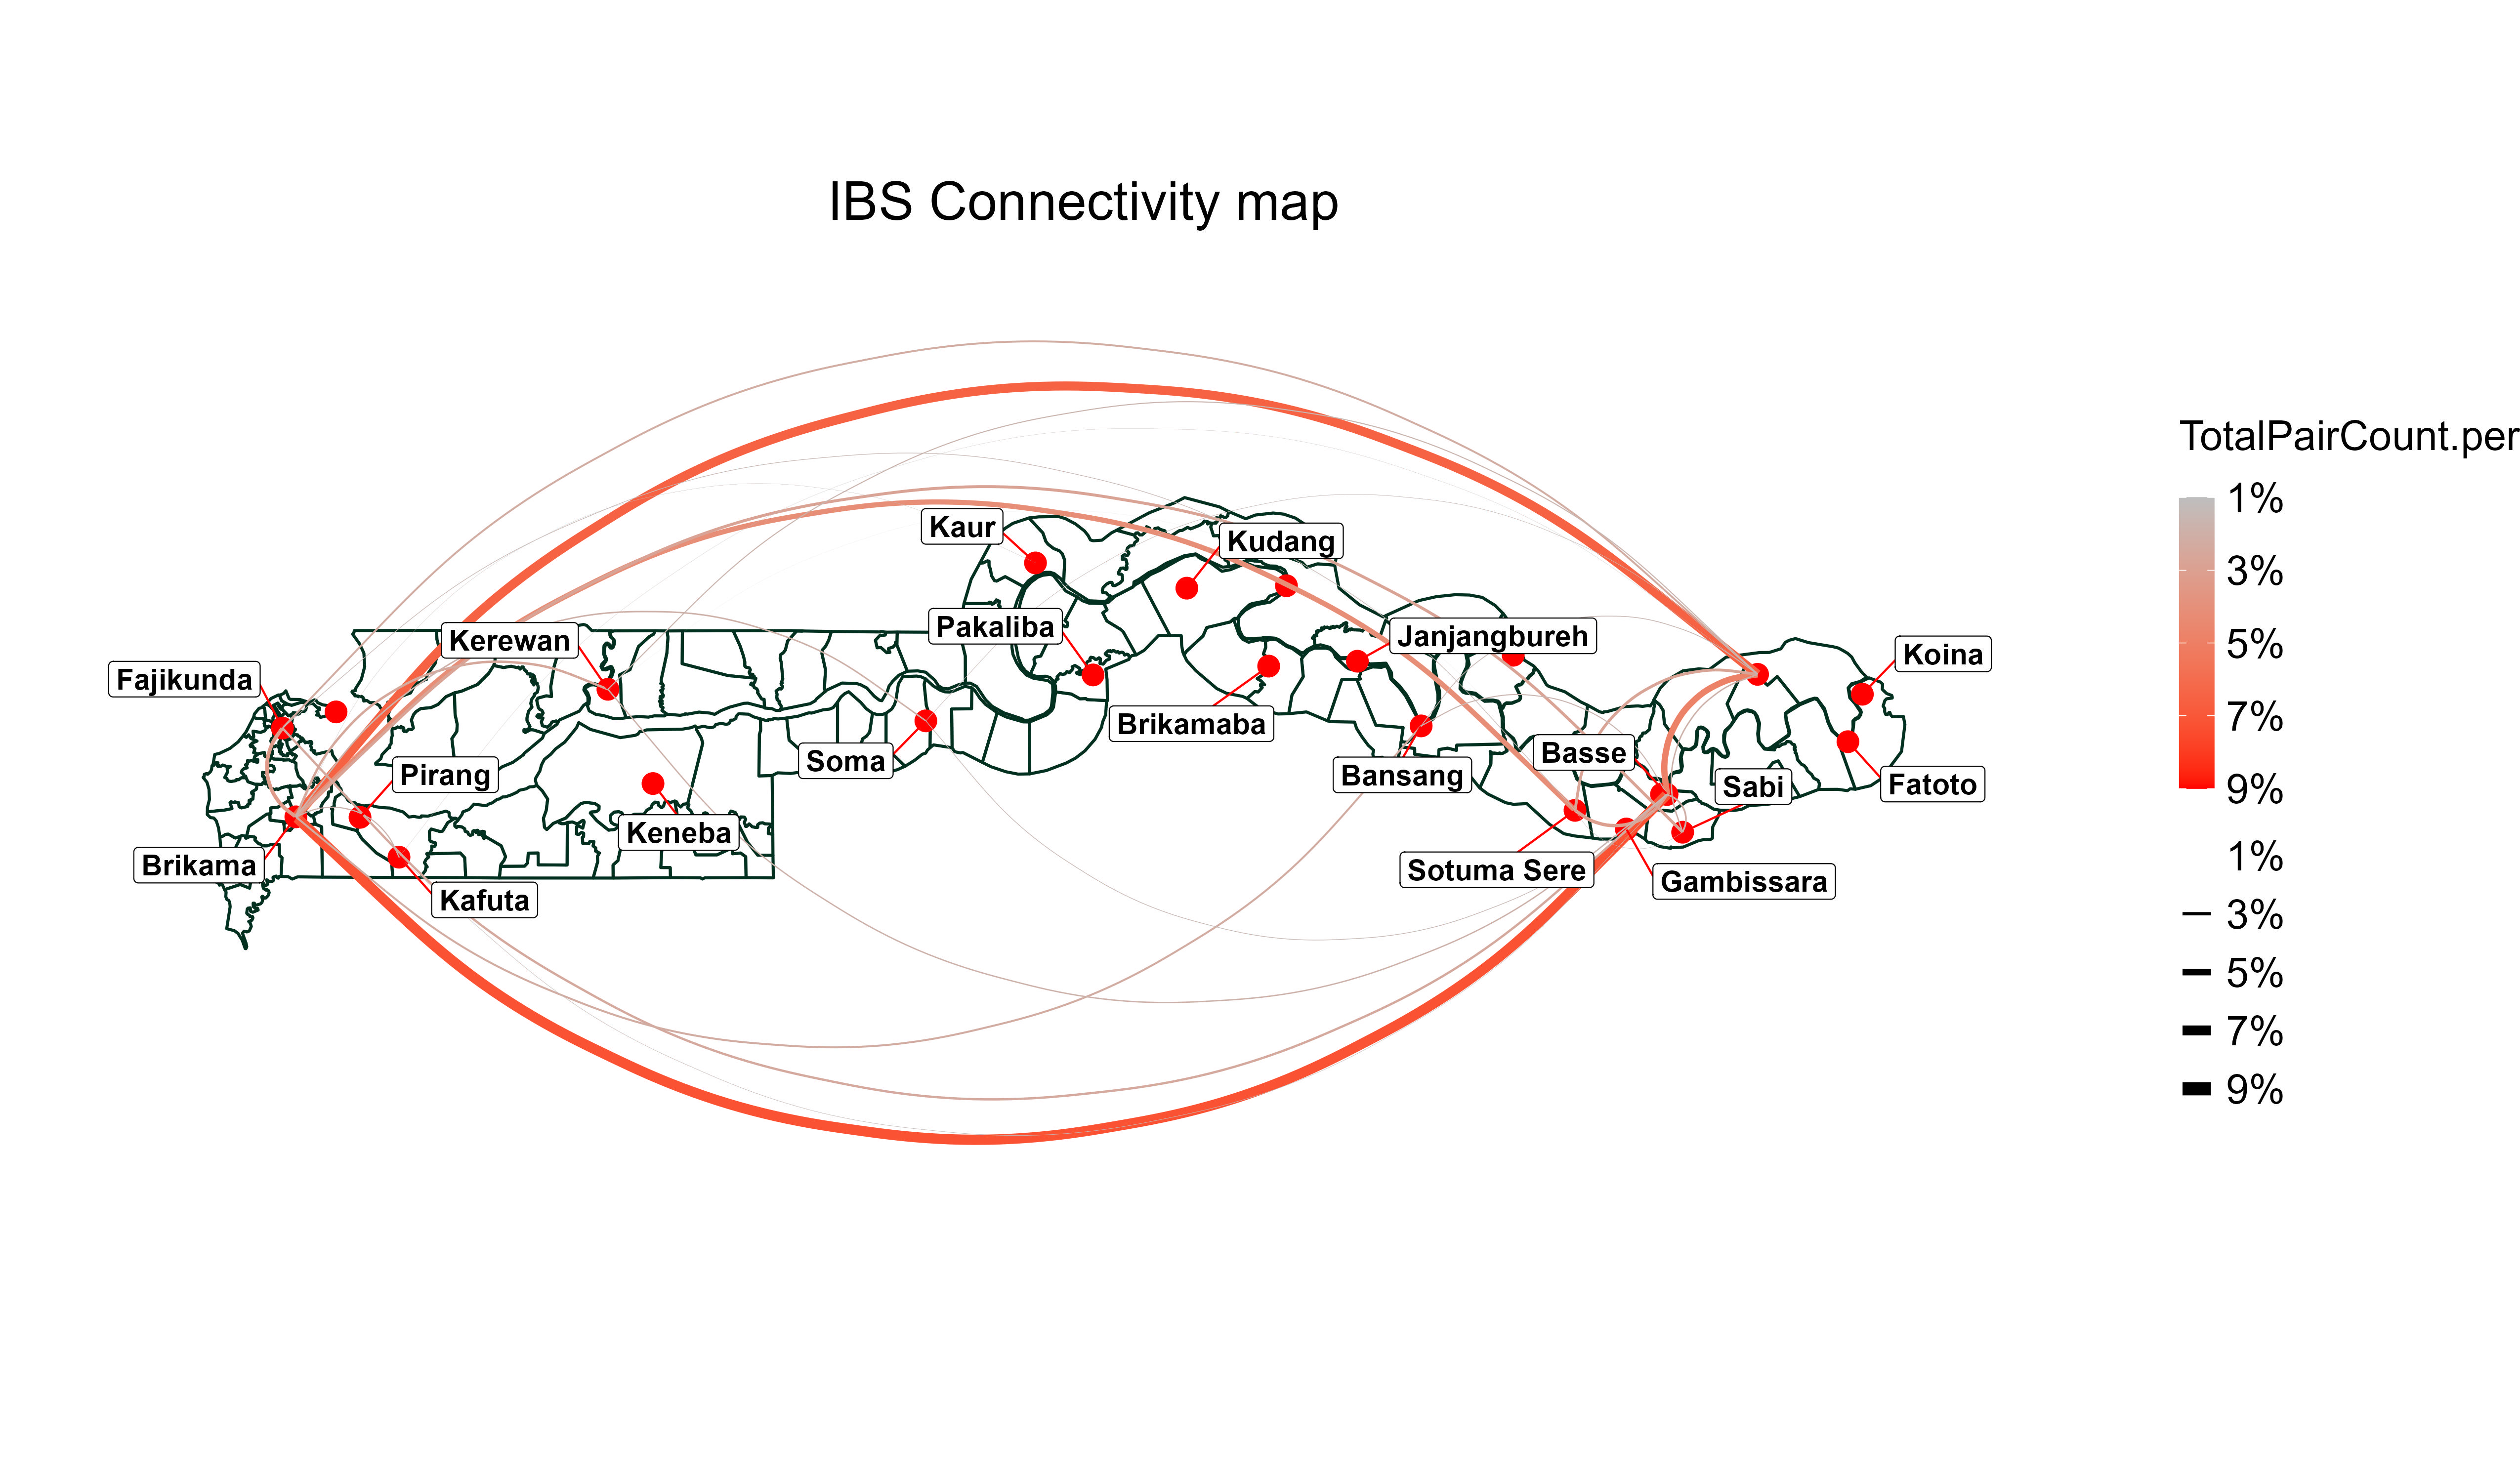 IBS Connectivity map
TotalPairCount.per
1%
3%
5%
7%
9%
1%
3%
5%
7%
9%
Kaur
Kudang
Pakaliba
Kerewan
Janjangbureh
Koina
Fajikunda
Brikamaba
Soma
Pirang
Bansang
Basse
Sabi
Fatoto
Keneba
Brikama
Kafuta
Sotuma Sere
Gambissara